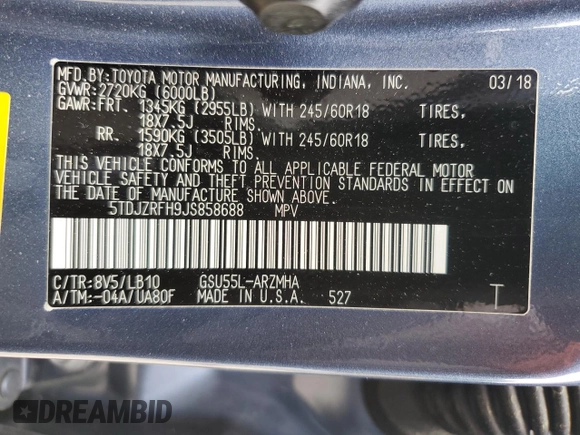 MFD.BY:TOYOTA MOTOR MANUFACTURING, INDIANA, INC. 03/18
GVWR:2720KG(6000LB)
GAWR:FRT. 1345KG(2955LB)WITH 245/60R18 TIRES,
18X7.5J RIMS.
RR. 1590KG(3505LB)WITH 245/60R18 TIRES,
18X7.5J RIMS.
THIS VEHICLE CONFORMS TO ALL APPLICABLE FEDERAL MOTOR
VEHICLE SAFETY AND THEFT PREVENTION STANDARDS IN EFFECT ON
THE DATE OF MANUFACTURE SHOWN ABOVE.
5TDJZRFH9JS858688 MPV
C/TR:8V5/LB10 GSU55L-ARZMHA
A/TM:-04A/UA80F MADE IN U.S.A. 527 T
DREAMBID